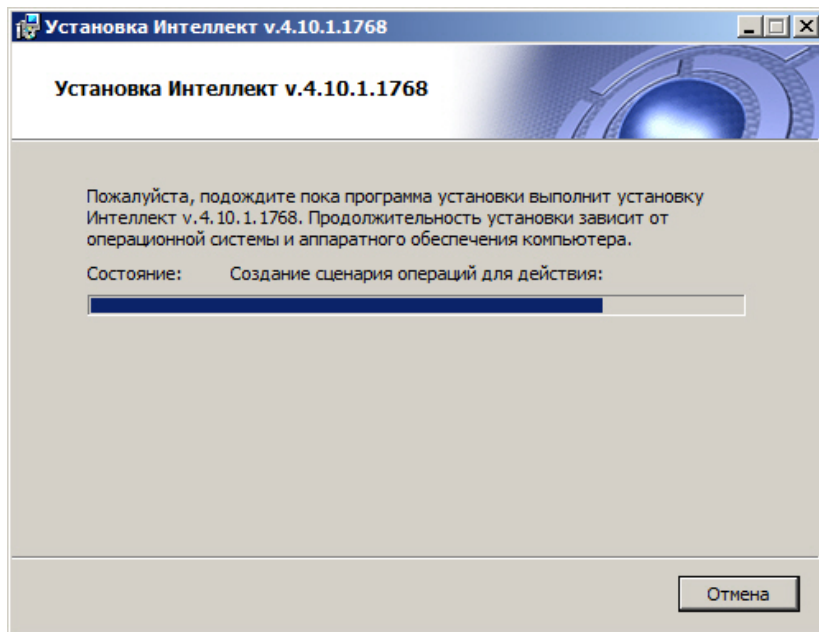 Установка Интеллект v.4.10.1.1768
Установка Интеллект v.4.10.1.1768
Пожалуйста, подождите пока программа установки выполнит установку
Интеллект v.4.10.1.1768. Продолжительность установки зависит от
операционной системы и аппаратного обеспечения компьютера.
Состояние: Создание сценария операций для действия:
Отмена